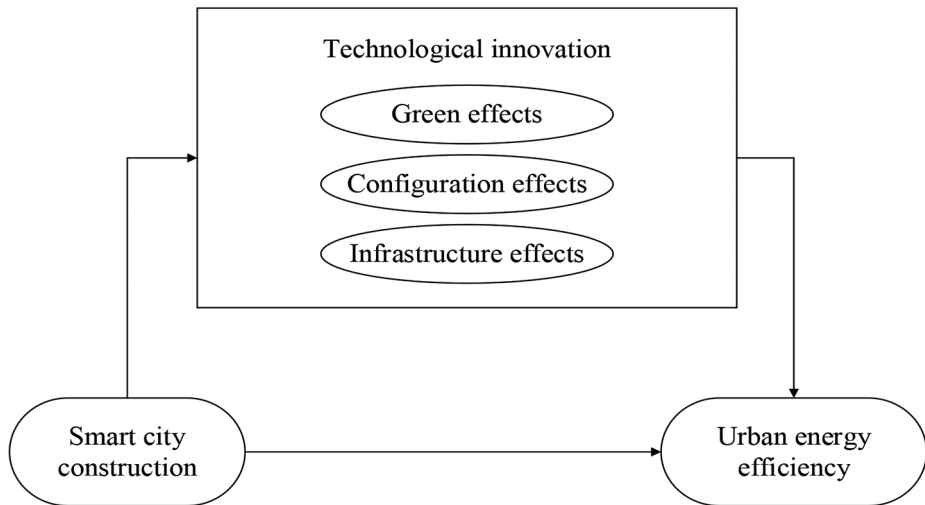 Technological innovation
Green effects
Configuration effects
Infrastructure effects
Smart city
construction
Urban energy
efficiency